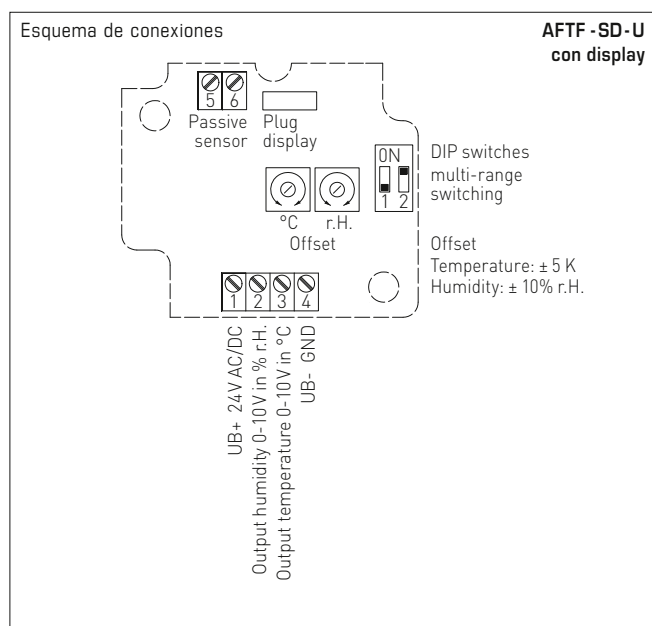 Esquema de conexiones
AFTF - SD - U
con display
5 6
Passive
sensor
Plug
display
ON
1 2
DIP switches
multi-range
switching
°C r.H.
Offset
Offset
Temperature: ± 5 K
Humidity: ± 10% r.H.
1 2 3 4
UB+ 24V AC/DC
Output humidity 0-10V in % r.H.
Output temperature 0-10V in °C
UB- GND